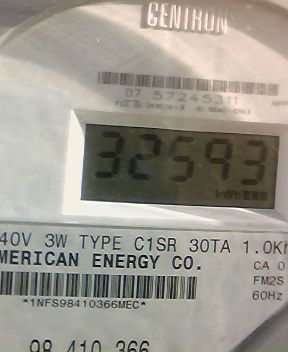 CENTRON
07 57245311
32593
kWh
40V 3W TYPE C1SR 30TA 1.0Kh
MERICAN ENERGY CO.
CA 0
FM2S
60Hz
*1NFS98410366MEC*
98 410 366